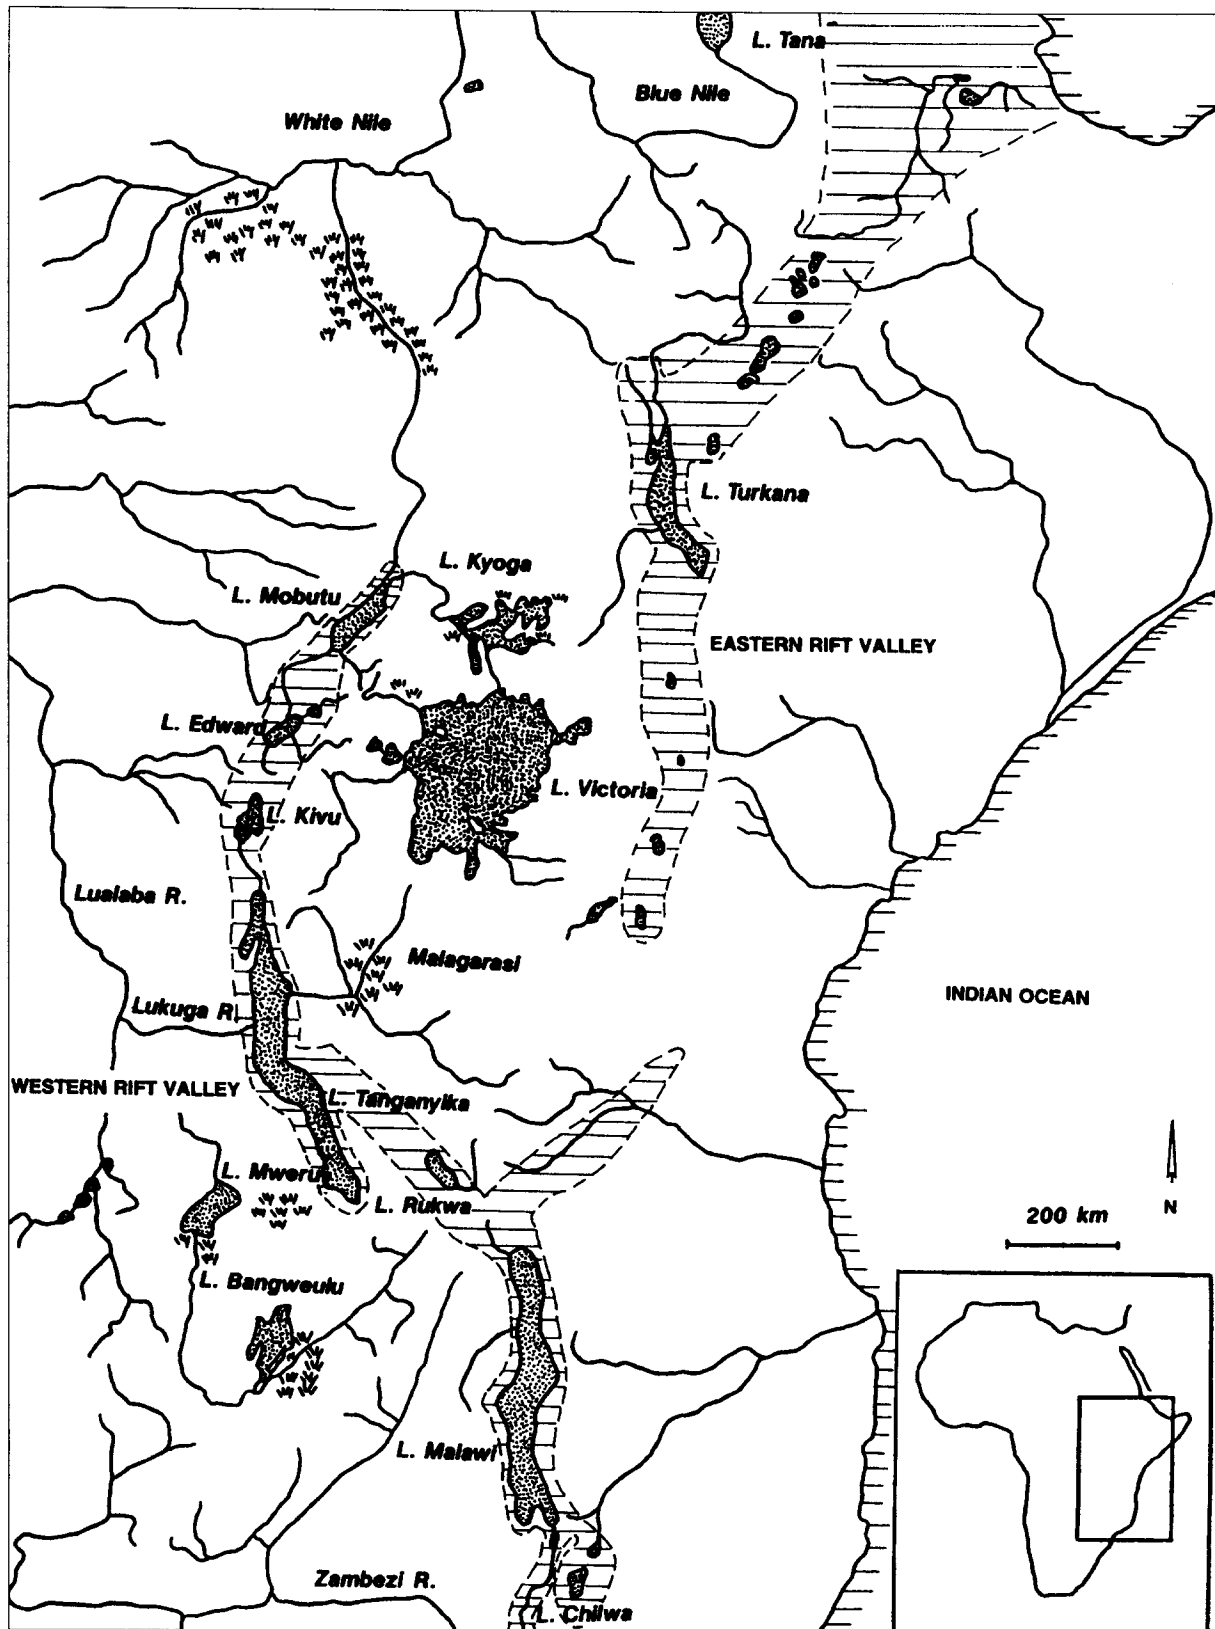 L. Tana
Blue Nile
White Nile
L. Turkana
L. Kyoga
L. Mobutu
EASTERN RIFT VALLEY
L. Edward
L. Victoria
L. Kivu
Lualaba R.
Malagarasi
INDIAN OCEAN
Lukuga R.
WESTERN RIFT VALLEY
L. Tanganyika
L. Mweru
L. Rukwa
N
200 km
L. Bangweulu
L. Malawi
Zambezi R.
L. Chilwa